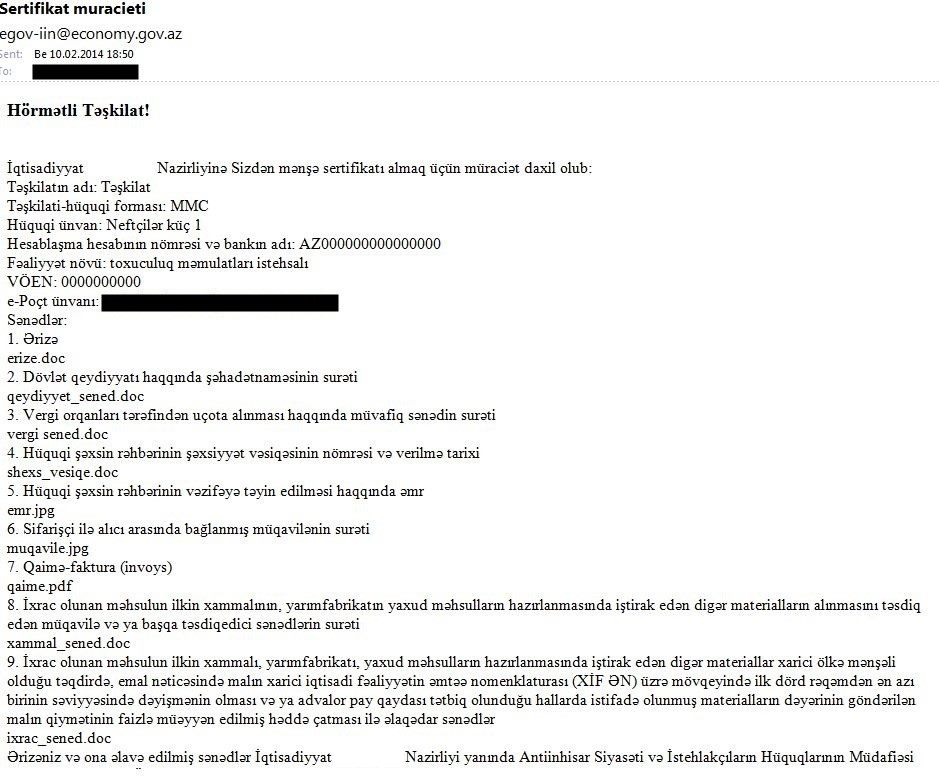 Sertifikat muracieti
egov-iin@economy.gov.az
Sent: Be 10.02.2014 18:50
To:
Hörmətli Təşkilat!
İqtisadiyyat Nazirliyinə Sizdən mənşə sertifikatı almaq üçün müraciət daxil olub:
Təşkilatın adı: Təşkilat
Təşkilati-hüquqi forması: MMC
Hüquqi ünvan: Neftçilər küç 1
Hesablaşma hesabının nömrəsi və bankın adı: AZ000000000000000
Fəaliyyət növü: toxuculuq məmulatları istehsalı
VÖEN: 0000000000
e-Poçt ünvanı:
Sənədlər:
1. Ərizə
erize.doc
2. Dövlət qeydiyyatı haqqında şəhadətnaməsinin surəti
qeydiyyet_sened.doc
3. Vergi orqanları tərəfindən uçota alınması haqqında müvafiq sənədin surəti
vergi sened.doc
4. Hüquqi şəxsin rəhbərinin şəxsiyyət vəsiqəsinin nömrəsi və verilmə tarixi
shexs_vesiqe.doc
5. Hüquqi şəxsin rəhbərinin vəzifəyə təyin edilməsi haqqında əmr
emr.jpg
6. Sifarişçi ilə alıcı arasında bağlanmış müqavilənin surəti
muqavile.jpg
7. Qaimə-faktura (invoys)
qaime.pdf
8. İxrac olunan məhsulun ilkin xammalının, yarımfabrikatın yaxud məhsulların hazırlanmasında iştirak edən digər materialların alınmasını təsdiq
edən müqavilə və ya başqa təsdiqedici sənədlərin surəti
xammal_sened.doc
9. İxrac olunan məhsulun ilkin xammalı, yarımfabrikatı, yaxud məhsulların hazırlanmasında iştirak edən digər materiallar xarici ölkə mənşəli
olduğu təqdirdə, emal nəticəsində malın xarici iqtisadi fəaliyyətin əmtəə nomenklaturası (XİF ƏN) üzrə mövqeyində ilk dörd rəqəmdən ən azı
birinin səviyyəsində dəyişmənin olması və ya advalor pay qaydası tətbiq olunduğu hallarda istifadə olunmuş materialların dəyərinin göndərilən
malın qiymətinin faizlə müəyyən edilmiş həddə çatması ilə əlaqədar sənədlər
ixrac_sened.doc
Ərizəniz və ona əlavə edilmiş sənədlər İqtisadiyyat Nazirliyi yanında Antiinhisar Siyasəti və İstehlakçıların Hüquqlarının Müdafiəsi